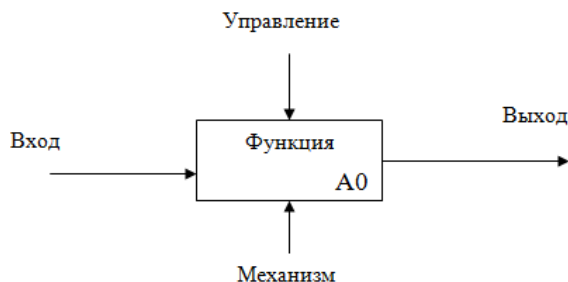 Управление
Вход
Функция
Выход
A0
Механизм